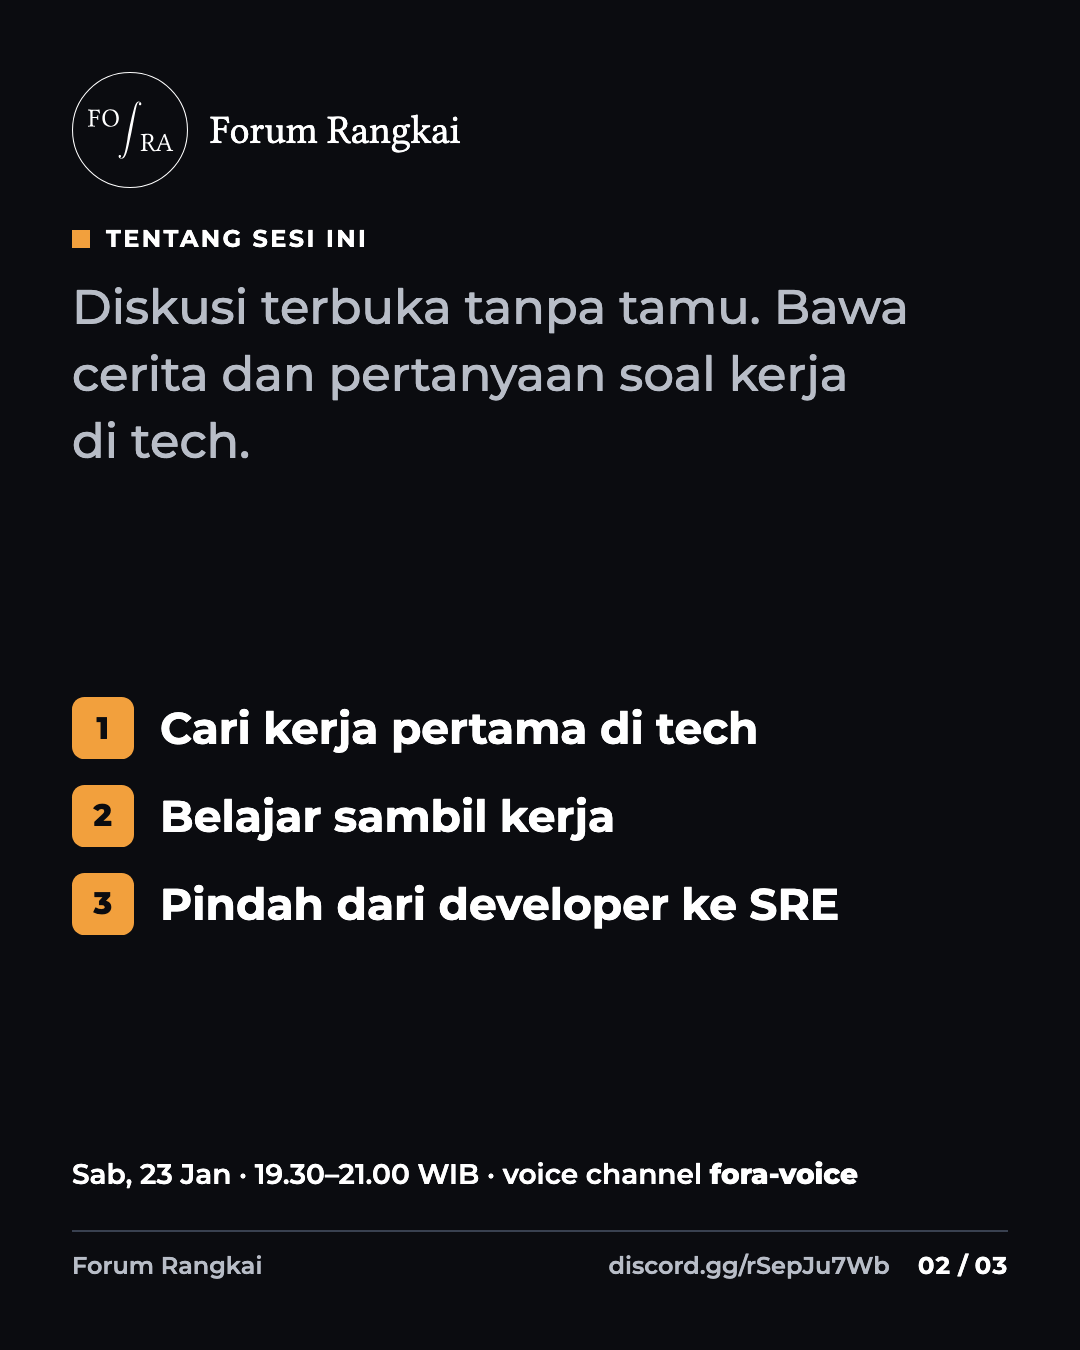 FO
RA
Forum Rangkai
TENTANG SESI INI
Diskusi terbuka tanpa tamu. Bawa
cerita dan pertanyaan soal kerja
di tech.
1 Cari kerja pertama di tech
2 Belajar sambil kerja
3 Pindah dari developer ke SRE
Sab, 23 Jan · 19.30–21.00 WIB · voice channel fora-voice
Forum Rangkai discord.gg/rSepJu7Wb 02 / 03